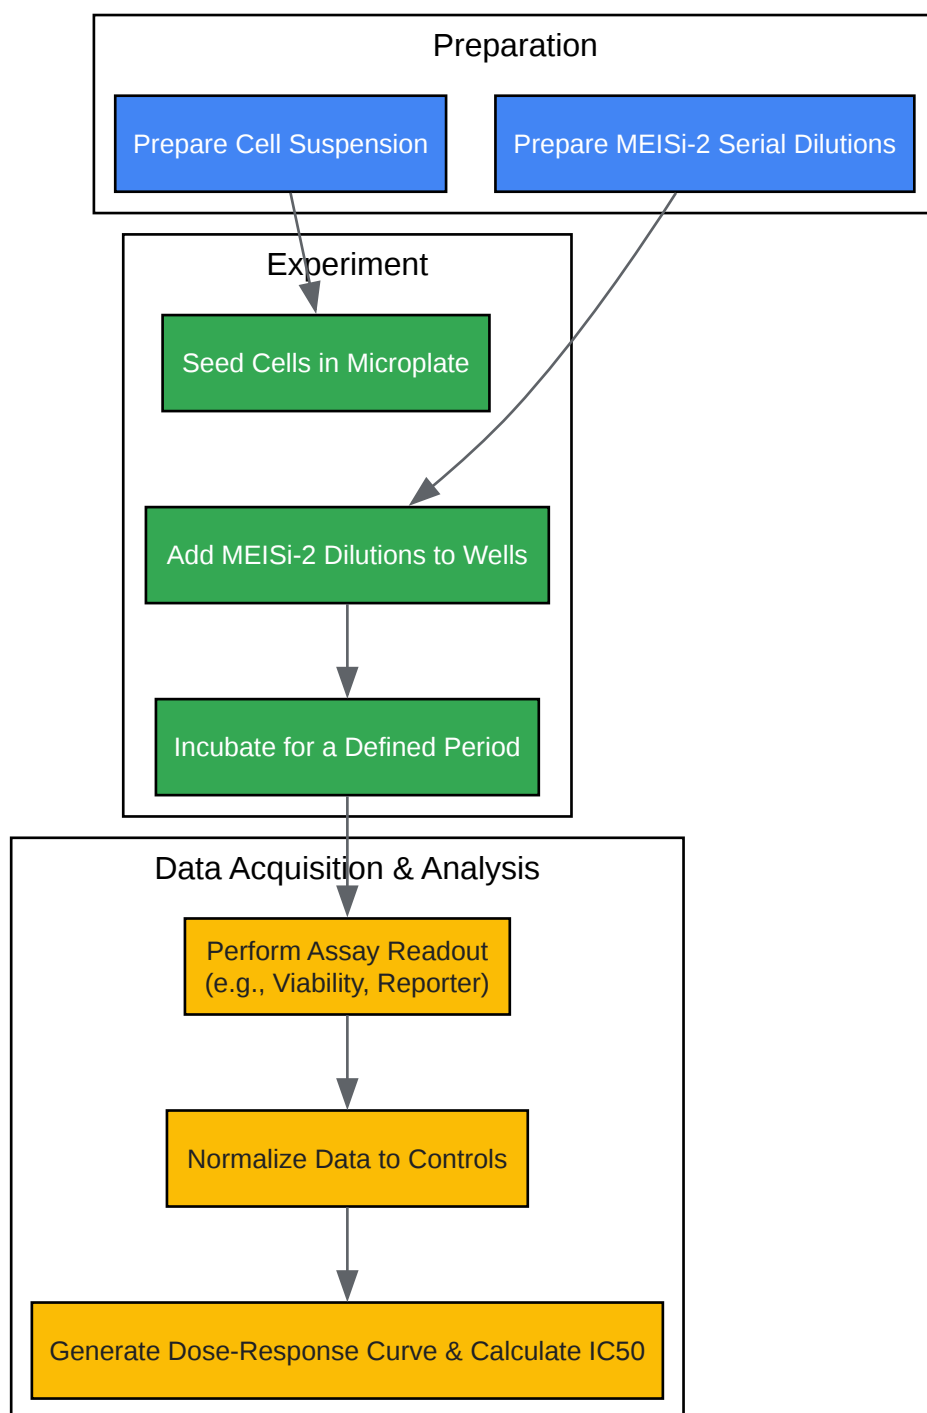 Preparation
Prepare Cell Suspension
Prepare MEISi-2 Serial Dilutions
Experiment
Seed Cells in Microplate
Add MEISi-2 Dilutions to Wells
Incubate for a Defined Period
Data Acquisition & Analysis
Perform Assay Readout
(e.g., Viability, Reporter)
Normalize Data to Controls
Generate Dose-Response Curve & Calculate IC50